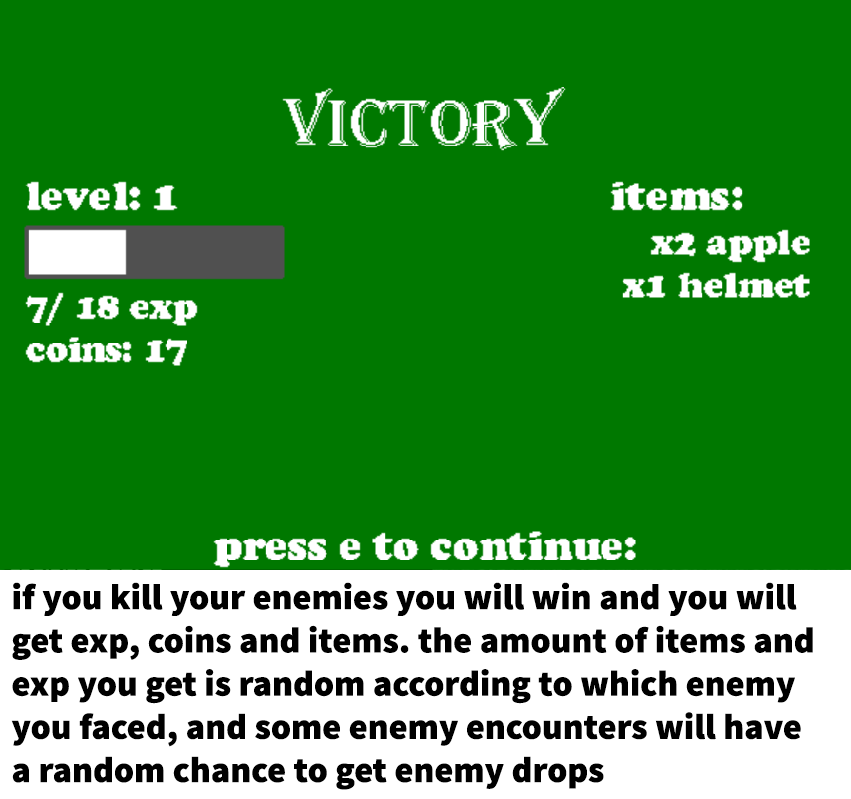 VICTORY
level: 1
items:
x2 apple
x1 helmet
7/ 18 exp
coins: 17
press e to continue:
if you kill your enemies you will win and you will
get exp, coins and items. the amount of items and
exp you get is random according to which enemy
you faced, and some enemy encounters will have
a random chance to get enemy drops